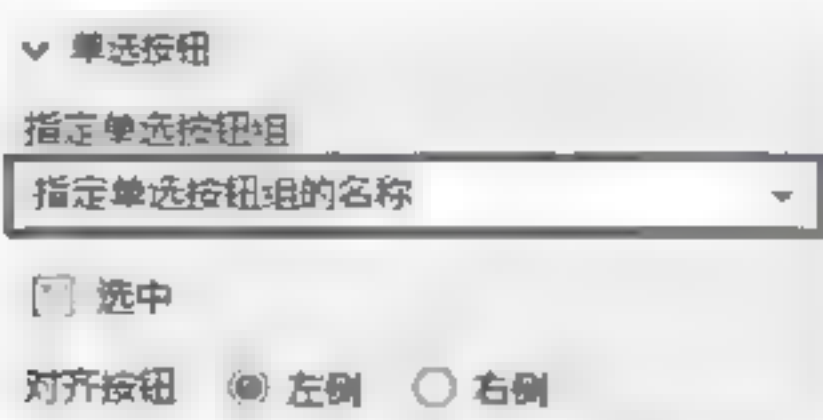 单选按钮
指定单选按钮组
指定单选按钮组的名称
选中
对齐按钮 左侧 右侧